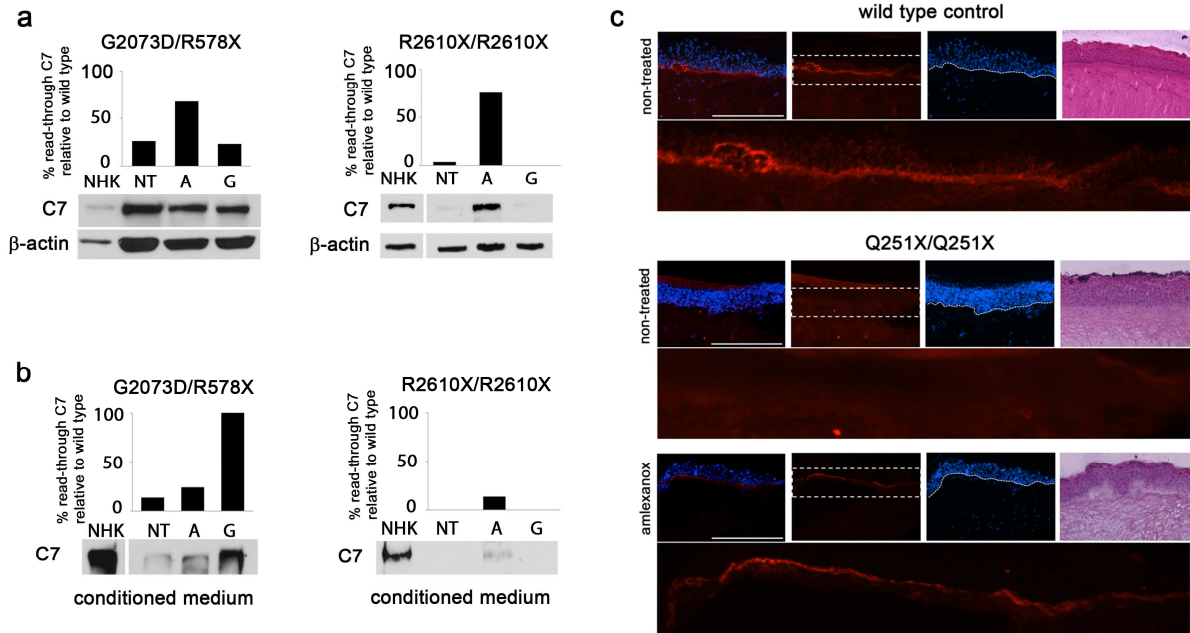 a
G2073D/R578X
% read-through C7
relative to wild type
100
50
0
NHK NT A G
C7
β-actin
R2610X/R2610X
% read-through C7
relative to wild type
100
50
0
NHK NT A G
C7
β-actin
b
G2073D/R578X
% read-through C7
relative to wild type
100
50
0
NHK NT A G
C7
conditioned medium
R2610X/R2610X
% read-through C7
relative to wild type
100
50
0
NHK NT A G
C7
conditioned medium
c
wild type control
non-treated
Q251X/Q251X
non-treated
amlexanox